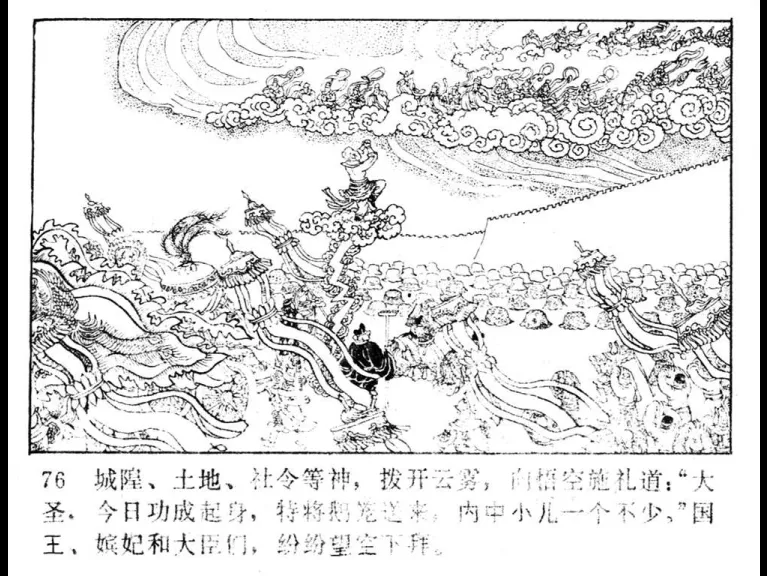 76 城隍、土地、社令等神，拨开云雾，向悟空施礼道：“大
圣，今日功成起身，特将鹅笼送来，内中小儿一个不少。”国
王、嫔妃和大臣们，纷纷望空下拜。